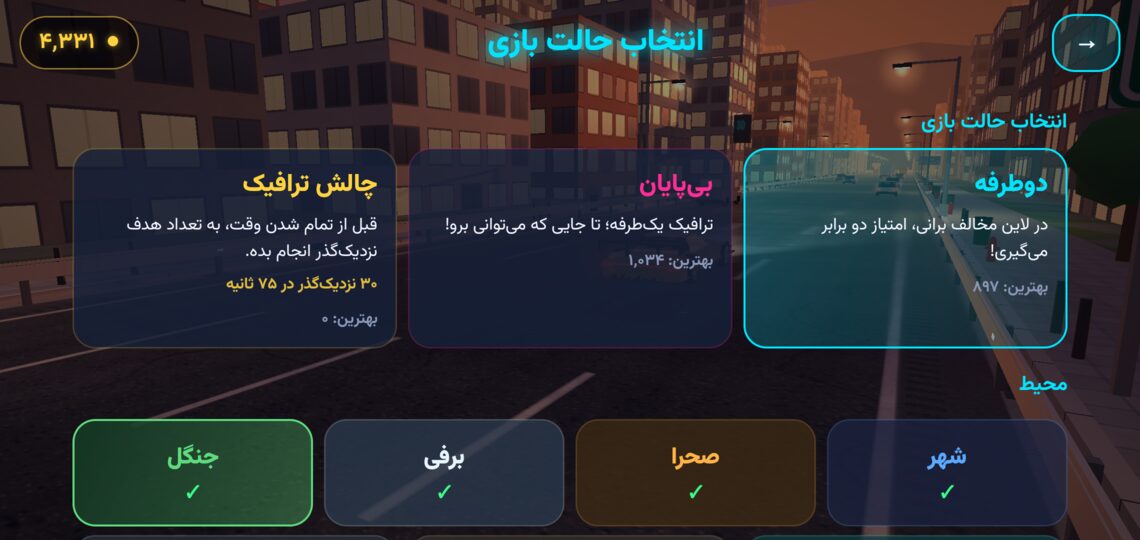 →
انتخاب حالت بازی
۴,۳۳۱
انتخاب حالت بازی
دوطرفه
در لاین مخالف برانی، امتیاز دو برابر
می‌گیری!
بهترین: ۸۹۷
بی‌پایان
ترافیک یک‌طرفه؛ تا جایی که می‌توانی برو!
بهترین: ۱,۰۳۴
چالش ترافیک
قبل از تمام شدن وقت، به تعداد هدف
نزدیک‌گذر انجام بده.
۳۰ نزدیک‌گذر در ۷۵ ثانیه
بهترین: ۰
محیط
شهر
✓
صحرا
✓
برفی
✓
جنگل
✓